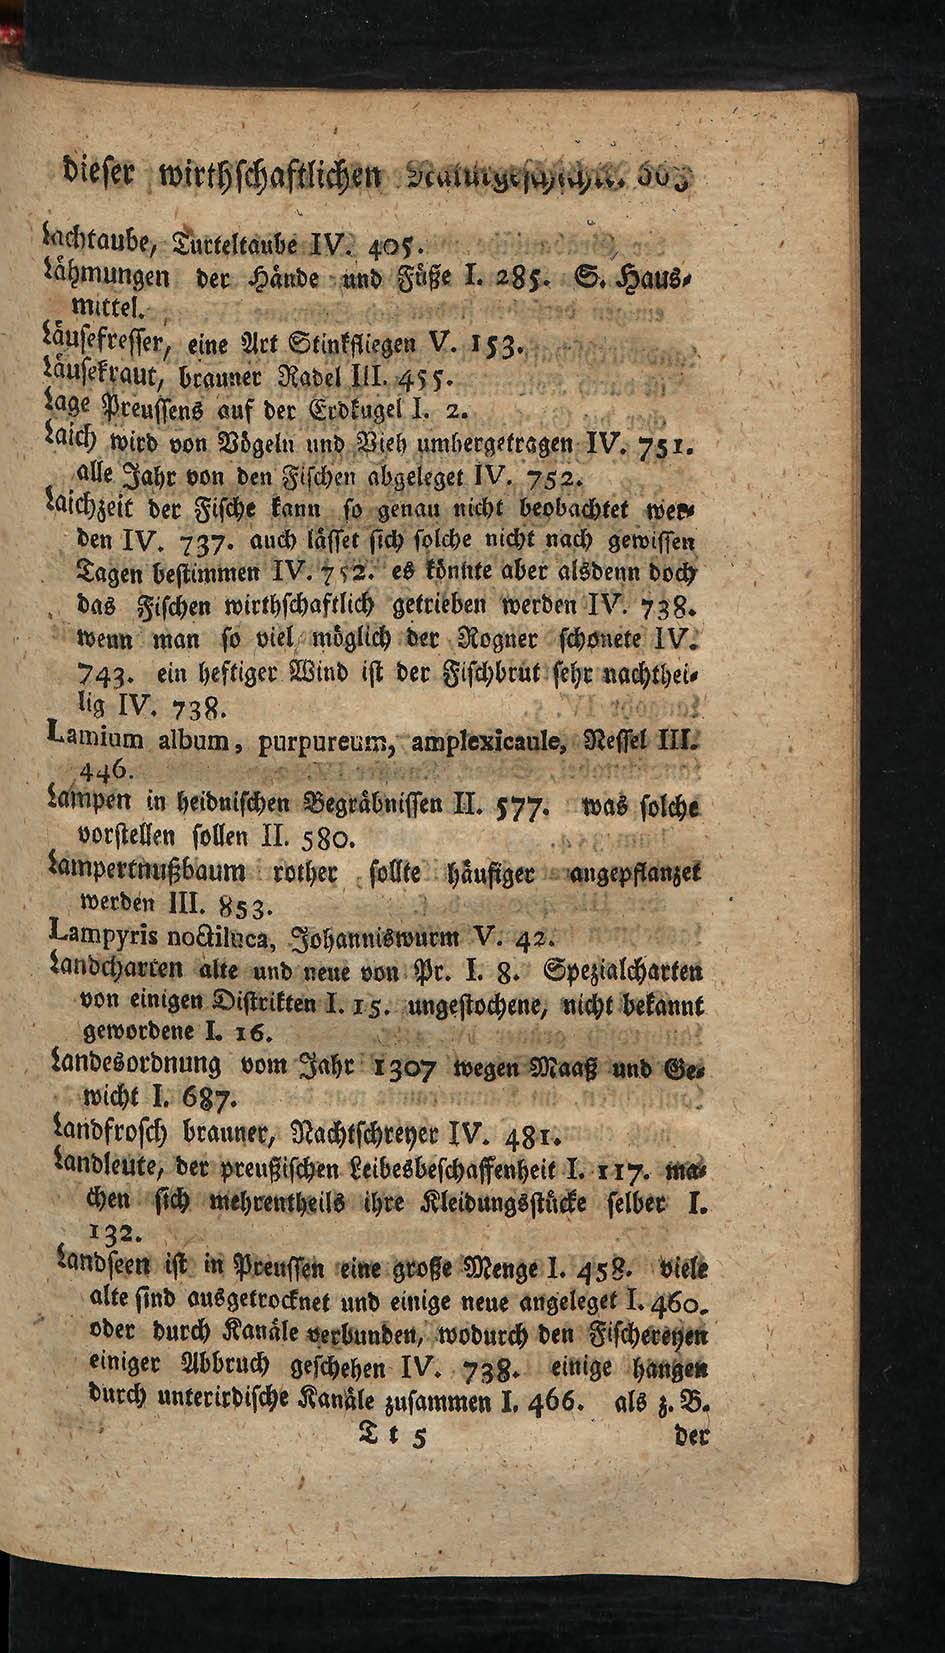 dieser wirthschaftlichen Naturgeschichte. 663
Lachtaube, Turteltaube IV. 405.
Lähmungen der Hände und Füße I. 285. S. Haus-
mittel.
Läusefresser, eine Art Stinkfliegen V. 153.
Läusekraut, brauner Radel III. 455.
Lage Preussens auf der Erdkugel I. 2.
Laich wird von Vögeln und Vieh umhergetragen IV. 751.
alle Jahr von den Fischen abgeleget IV. 752.
Laichzeit der Fische kann so genau nicht beobachtet wer-
den IV. 737. auch lässet sich solche nicht nach gewissen
Tagen bestimmen IV. 752. es könnte aber alsdenn doch
das Fischen wirthschaftlich getrieben werden IV. 738.
wenn man so viel möglich der Rogner schonete IV.
743. ein heftiger Wind ist der Fischbrut sehr nachthei-
lig IV. 738.
Lamium album, purpureum, amplexicaule, Nessel III.
446.
Lampen in heidnischen Begräbnissen II. 577. was solche
vorstellen sollen II. 580.
Lampertnußbaum rother sollte häufiger angepflanzet
werden III. 853.
Lampyris noctiluca, Johanniswurm V. 42.
Landcharten alte und neue von Pr. I. 8. Spezialcharten
von einigen Distrikten I. 15. ungestochene, nicht bekannt
gewordene I. 16.
Landesordnung vom Jahr 1307 wegen Maaß und Ge-
wicht I. 687.
Landfrosch brauner, Nachtschreyer IV. 481.
Landleute, der preußischen Leibesbeschaffenheit I. 117. ma-
chen sich mehrentheils ihre Kleidungsstücke selber I.
132.
Landseen ist in Preussen eine große Menge I. 458. viele
alte sind ausgetrocknet und einige neue angeleget I. 460.
oder durch Kanäle verbunden, wodurch den Fischereyen
einiger Abbruch geschehen IV. 738. einige hangen
durch unterirdische Kanäle zusammen I. 466. als z. B.
T t 5 der